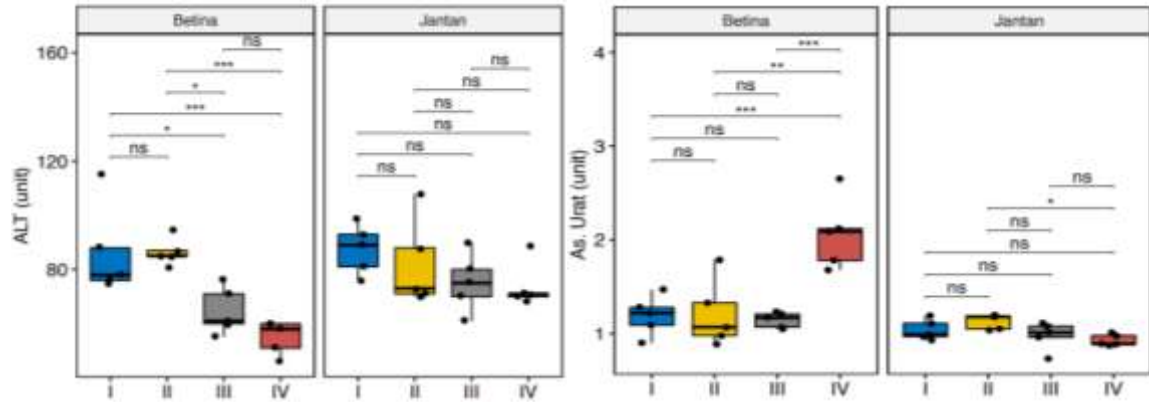 Betina
Jantan
160
120
80
ALT (unit)
ns
***
*
***
*
ns
ns
ns
ns
ns
ns
ns
I
II
III
IV
I
II
III
IV
Betina
Jantan
4
3
2
1
As. Urat (unit)
***
**
ns
***
ns
ns
ns
*
ns
ns
ns
ns
I
II
III
IV
I
II
III
IV